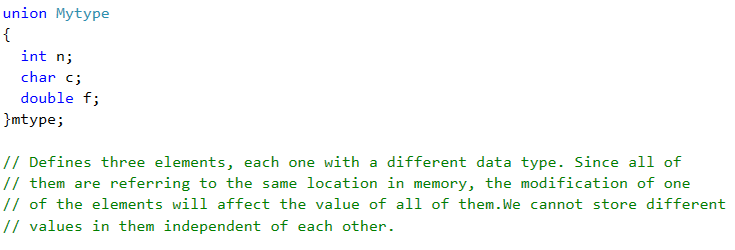 union Mytype
{
  int n;
  char c;
  double f;
}mtype;

// Defines three elements, each one with a different data type. Since all of
// them are referring to the same location in memory, the modification of one
// of the elements will affect the value of all of them.We cannot store different
// values in them independent of each other.